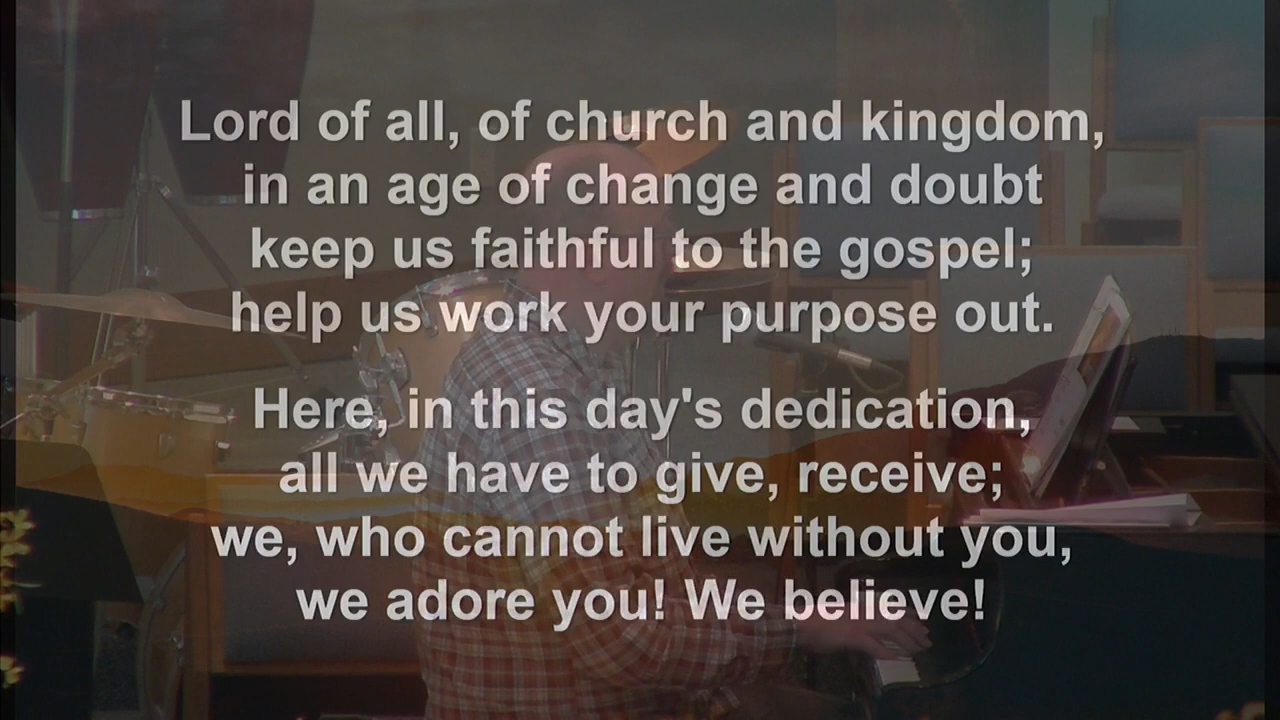 Lord of all, of church and kingdom,
in an age of change and doubt
keep us faithful to the gospel;
help us work your purpose out.
Here, in this day's dedication,
all we have to give, receive;
we, who cannot live without you,
we adore you! We believe!